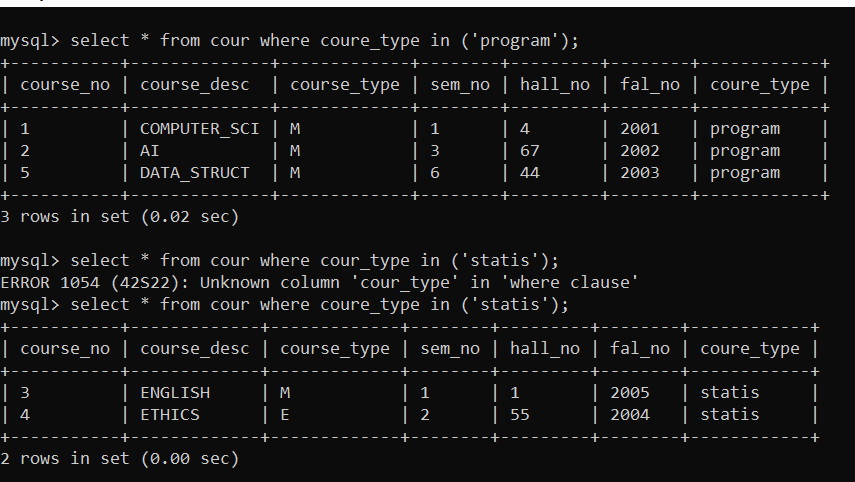 mysql> select * from cour where coure_type in ('program');
+-----------+--------------+-------------+--------+---------+--------+------------+
| course_no | course_desc  | course_type | sem_no | hall_no | fal_no | coure_type |
+-----------+--------------+-------------+--------+---------+--------+------------+
| 1         | COMPUTER_SCI | M           | 1      | 4       | 2001   | program    |
| 2         | AI           | M           | 3      | 67      | 2002   | program    |
| 5         | DATA_STRUCT  | M           | 6      | 44      | 2003   | program    |
+-----------+--------------+-------------+--------+---------+--------+------------+
3 rows in set (0.02 sec)
mysql> select * from cour where cour_type in ('statis');
ERROR 1054 (42S22): Unknown column 'cour_type' in 'where clause'
mysql> select * from cour where coure_type in ('statis');
+-----------+-------------+-------------+--------+---------+--------+------------+
| course_no | course_desc | course_type | sem_no | hall_no | fal_no | coure_type |
+-----------+-------------+-------------+--------+---------+--------+------------+
| 3         | ENGLISH     | M           | 1      | 1       | 2005   | statis     |
| 4         | ETHICS      | E           | 2      | 55      | 2004   | statis     |
+-----------+-------------+-------------+--------+---------+--------+------------+
2 rows in set (0.00 sec)